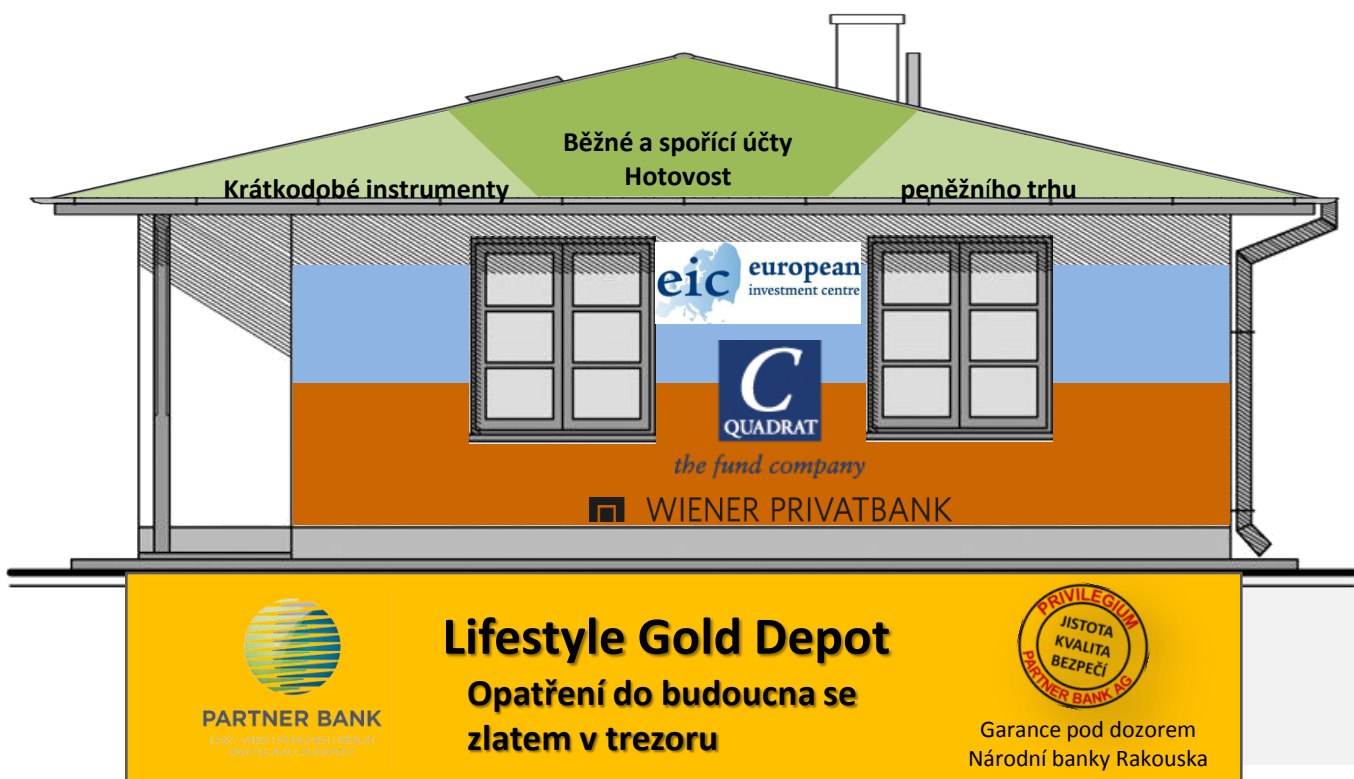 Běžné a spořící účty
Hotovost
Krátkodobé instrumenty
peněžního trhu
eic european
investment centre
C
QUADRAT
the fund company
WIENER PRIVATBANK
PARTNER BANK
Lifestyle Gold Depot
Opatření do budoucna se
zlatem v trezoru
PRIVILEGIUM
JISTOTA
KVALITA
BEZPEČÍ
PARTNER BANK AG
Garance pod dozorem
Národní banky Rakouska